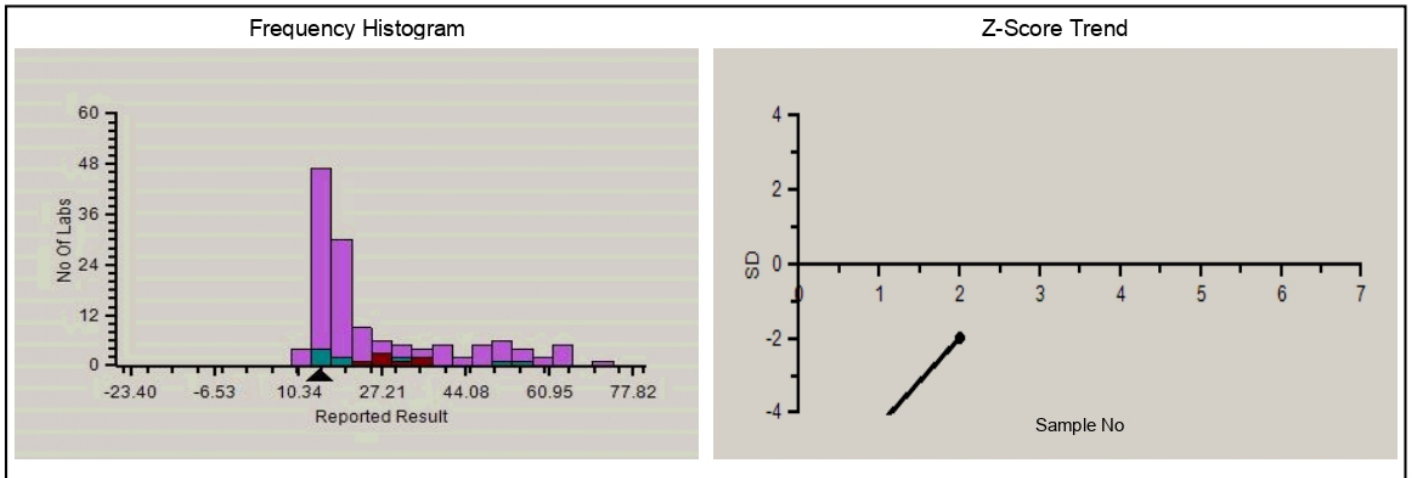 Frequency Histogram
60
48
36
24
12
0
No Of Labs
-23.40 -6.53 10.34 27.21 44.08 60.95 77.82
Reported Result
Z-Score Trend
4
2
0
-2
-4
SD
0 1 2 3 4 5 6 7
Sample No